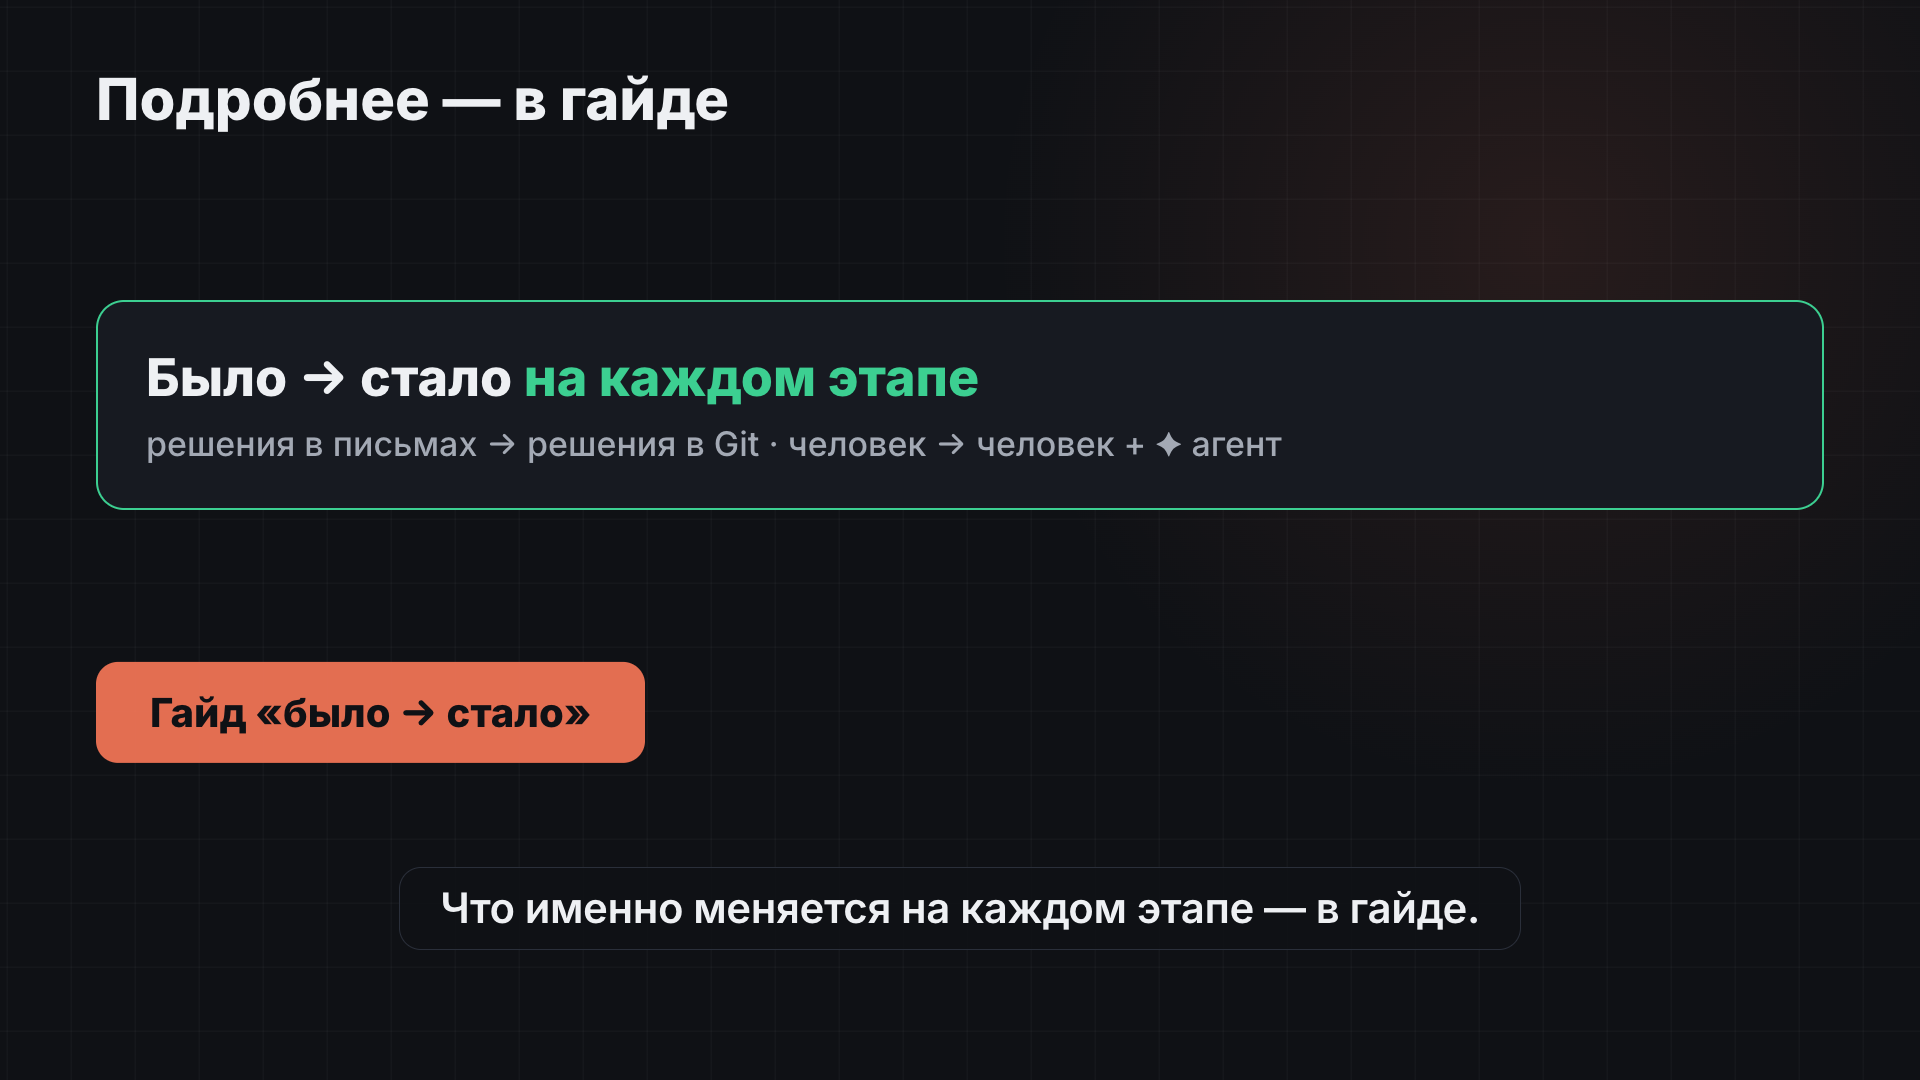 Подробнее — в гайде
Было → стало на каждом этапе
решения в письмах → решения в Git · человек → человек + ✦ агент
Гайд «было → стало»
Что именно меняется на каждом этапе — в гайде.